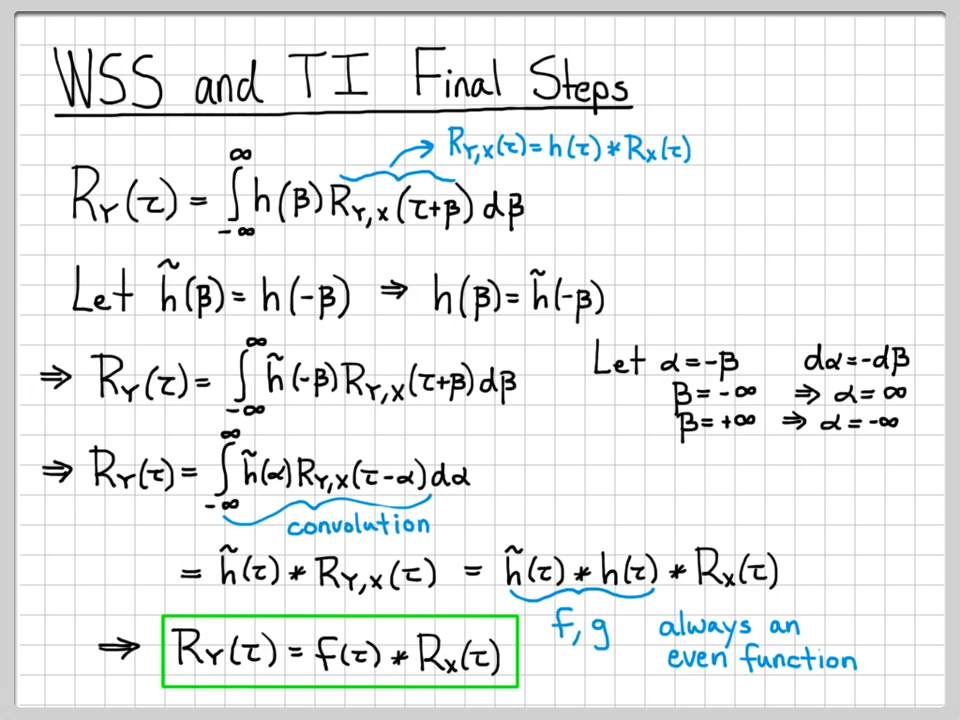 WSS and TI Final Steps
R_{Y,X}(τ) = h(τ) * R_X(τ)
R_Y(τ) = ∫_{-∞}^{∞} h(β) R_{Y,X}(τ+β) dβ
Let h̃(β) = h(-β) ⇒ h(β) = h̃(-β)
⇒ R_Y(τ) = ∫_{-∞}^{∞} h̃(-β) R_{Y,X}(τ+β) dβ
Let α = -β dα = -dβ
β = -∞ ⇒ α = ∞
β = +∞ ⇒ α = -∞
⇒ R_Y(τ) = ∫_{-∞}^{∞} h̃(α) R_{Y,X}(τ-α) dα
convolution
= h̃(τ) * R_{Y,X}(τ) = h̃(τ) * h(τ) * R_X(τ)
f, g always an
even function
⇒ R_Y(τ) = f(τ) * R_X(τ)